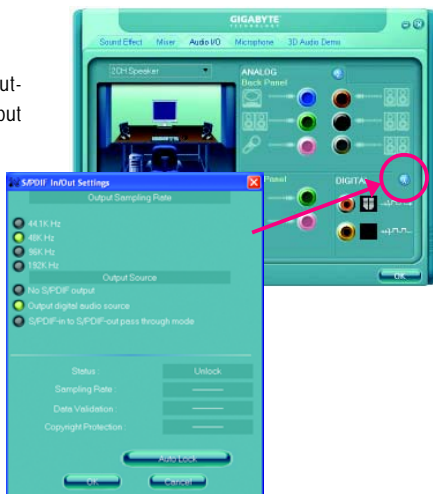 GIGABYTE
TECHNOLOGY
Sound Effect Mixer Audio I/O Microphone 3D Audio Demo
2CH Speaker
ANALOG
Back Panel
ut-
out
Panel
DIGITAL
OK
S/PDIF In/Out Settings
Output Sampling Rate
44.1K Hz
48K Hz
96K Hz
192K Hz
Output Source
No S/PDIF output
Output digital audio source
S/PDIF-in to S/PDIF-out pass through mode
Status : Unlock
Sampling Rate :
Data Validation :
Copyright Protection :
Auto Lock
OK Cancel